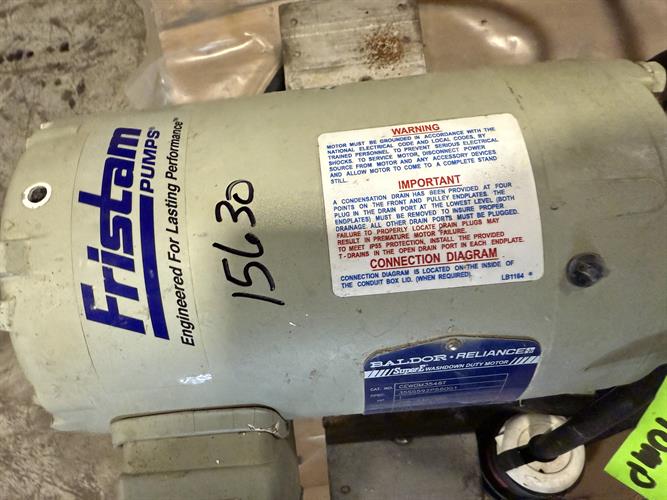 Fristam
PUMPS
Engineered For Lasting Performance
15630
WARNING
MOTOR MUST BE GROUNDED IN ACCORDANCE WITH THE
NATIONAL ELECTRICAL CODE AND LOCAL CODES, BY
TRAINED PERSONNEL TO PREVENT SERIOUS ELECTRICAL
SHOCKS. TO SERVICE MOTOR, DISCONNECT POWER
SOURCE FROM MOTOR AND ANY ACCESSORY DEVICES
AND ALLOW MOTOR TO COME TO A COMPLETE STAND
STILL.
IMPORTANT
A CONDENSATION DRAIN HAS BEEN PROVIDED AT FOUR
POINTS ON THE FRONT AND PULLEY ENDPLATES. THE
PLUG IN THE DRAIN PORT AT THE LOWEST LEVEL (BOTH
ENDPLATES) MUST BE REMOVED TO INSURE PROPER
DRAINAGE. ALL OTHER DRAIN PORTS MUST BE PLUGGED.
FAILURE TO PROPERLY LOCATE DRAIN PLUGS MAY
RESULT IN PREMATURE MOTOR FAILURE.
TO MEET IP55 PROTECTION, INSTALL THE PROVIDED
T-DRAINS IN THE OPEN DRAIN PORT IN EACH ENDPLATE.
CONNECTION DIAGRAM
CONNECTION DIAGRAM IS LOCATED ON THE INSIDE OF
THE CONDUIT BOX LID. (WHEN REQUIRED).
LB1184
BALDOR • RELIANCE
SuperE WASHDOWN DUTY MOTOR
CAT. NO. CEWDM3546T
SPEC.